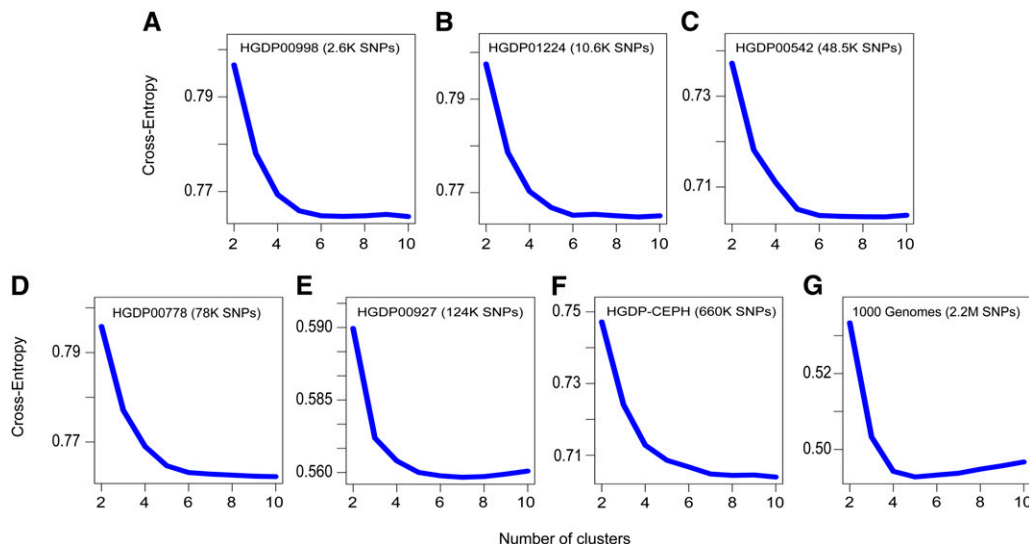 A
HGDP00998 (2.6K SNPs)
Cross-Entropy
0.79
0.77
2 4 6 8 10
B
HGDP01224 (10.6K SNPs)
0.79
0.77
2 4 6 8 10
C
HGDP00542 (48.5K SNPs)
0.73
0.71
2 4 6 8 10
D
HGDP00778 (78K SNPs)
Cross-Entropy
0.79
0.77
2 4 6 8 10
E
HGDP00927 (124K SNPs)
0.590
0.585
0.560
2 4 6 8 10
F
HGDP-CEPH (660K SNPs)
0.75
0.73
0.71
2 4 6 8 10
G
1000 Genomes (2.2M SNPs)
0.52
0.50
2 4 6 8 10
Number of clusters